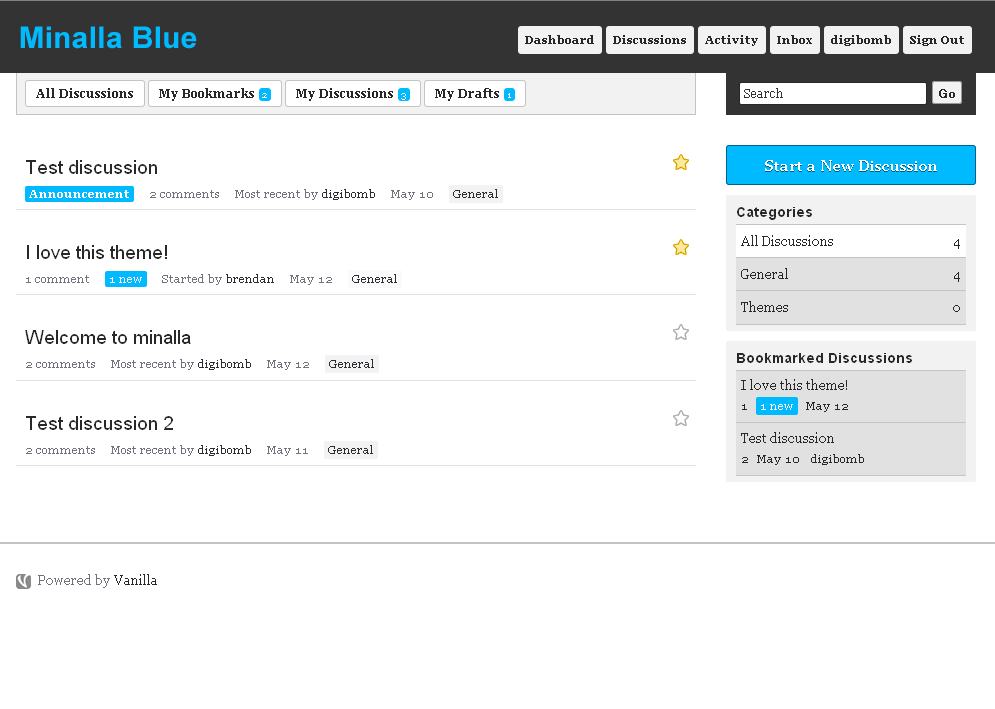 Minalla Blue
Dashboard Discussions Activity Inbox digibomb Sign Out
All Discussions My Bookmarks 2 My Discussions 3 My Drafts 1
Search Go
Test discussion
Announcement 2 comments Most recent by digibomb May 10 General
I love this theme!
1 comment 1 new Started by brendan May 12 General
Welcome to minalla
2 comments Most recent by digibomb May 12 General
Test discussion 2
2 comments Most recent by digibomb May 11 General
Start a New Discussion
Categories
All Discussions 4
General 4
Themes 0
Bookmarked Discussions
I love this theme!
1 1 new May 12
Test discussion
2 May 10 digibomb
Powered by Vanilla